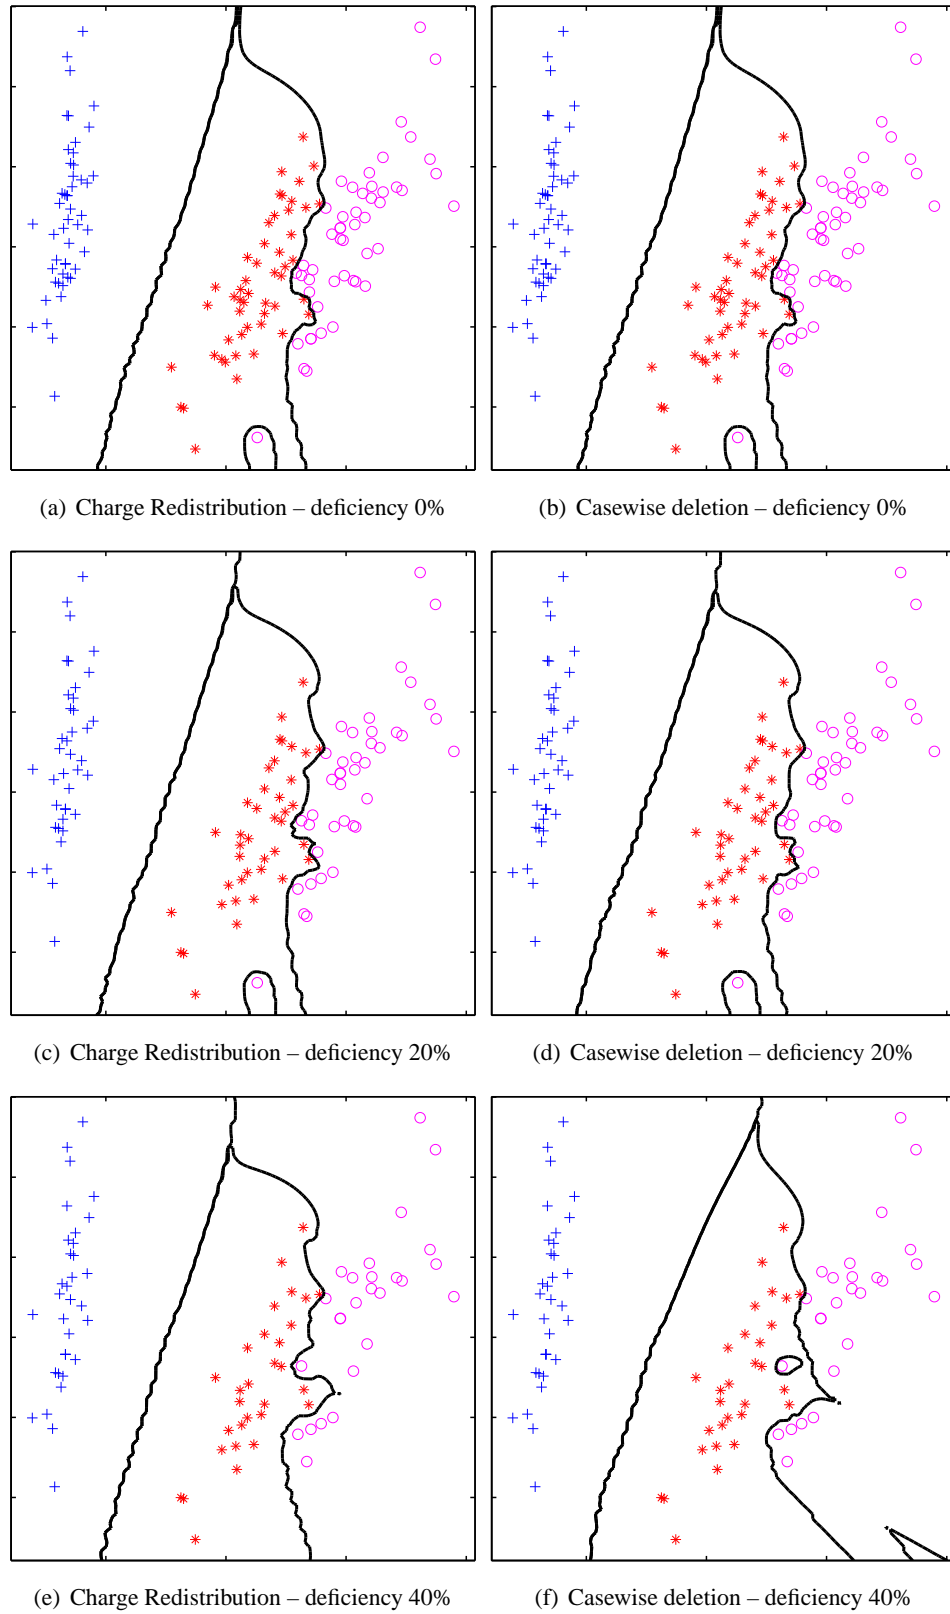 (a) Charge Redistribution – deficiency 0%
(b) Casewise deletion – deficiency 0%
(c) Charge Redistribution – deficiency 20%
(d) Casewise deletion – deficiency 20%
(e) Charge Redistribution – deficiency 40%
(f) Casewise deletion – deficiency 40%